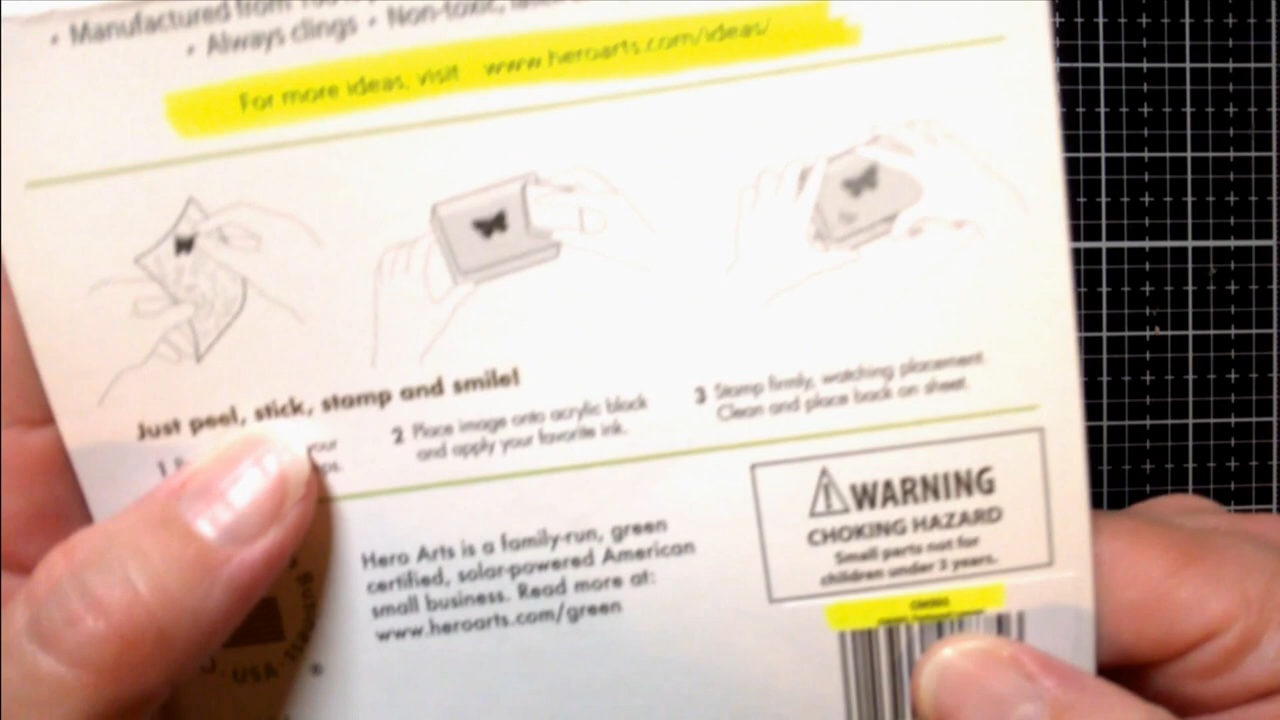 • Manufactured from
• Always clings • Non-toxic,
For more ideas, visit www.heroarts.com/ideas/
Just peel, stick, stamp and smile!
1
2 Place image onto acrylic block
and apply your favorite ink.
3 Stamp firmly, watching placement.
Clean and place back on sheet.
Hero Arts is a family-run, green
certified, solar-powered American
small business. Read more at:
www.heroarts.com/green
WARNING
CHOKING HAZARD
Small parts not for
children under 3 years.
USA